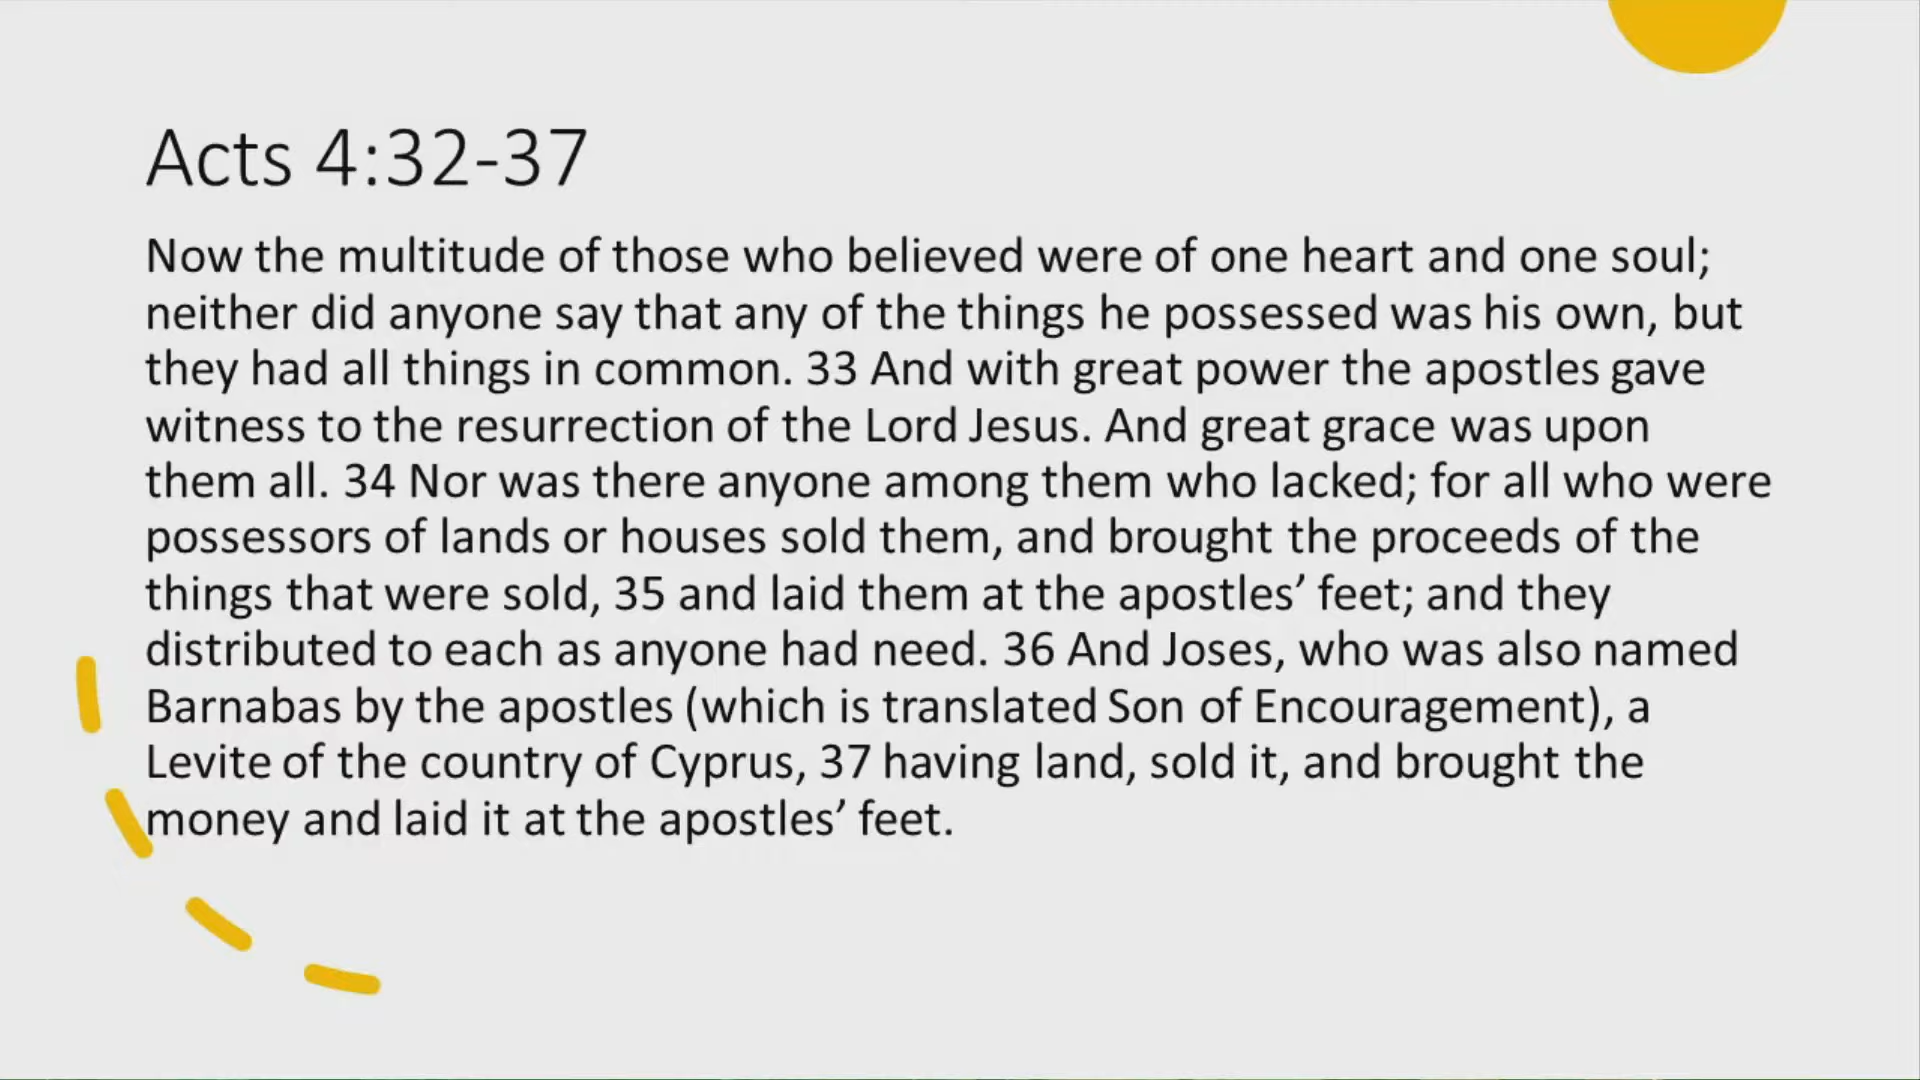 Acts 4:32-37
Now the multitude of those who believed were of one heart and one soul;
neither did anyone say that any of the things he possessed was his own, but
they had all things in common. 33 And with great power the apostles gave
witness to the resurrection of the Lord Jesus. And great grace was upon
them all. 34 Nor was there anyone among them who lacked; for all who were
possessors of lands or houses sold them, and brought the proceeds of the
things that were sold, 35 and laid them at the apostles’ feet; and they
distributed to each as anyone had need. 36 And Joses, who was also named
Barnabas by the apostles (which is translated Son of Encouragement), a
Levite of the country of Cyprus, 37 having land, sold it, and brought the
money and laid it at the apostles’ feet.